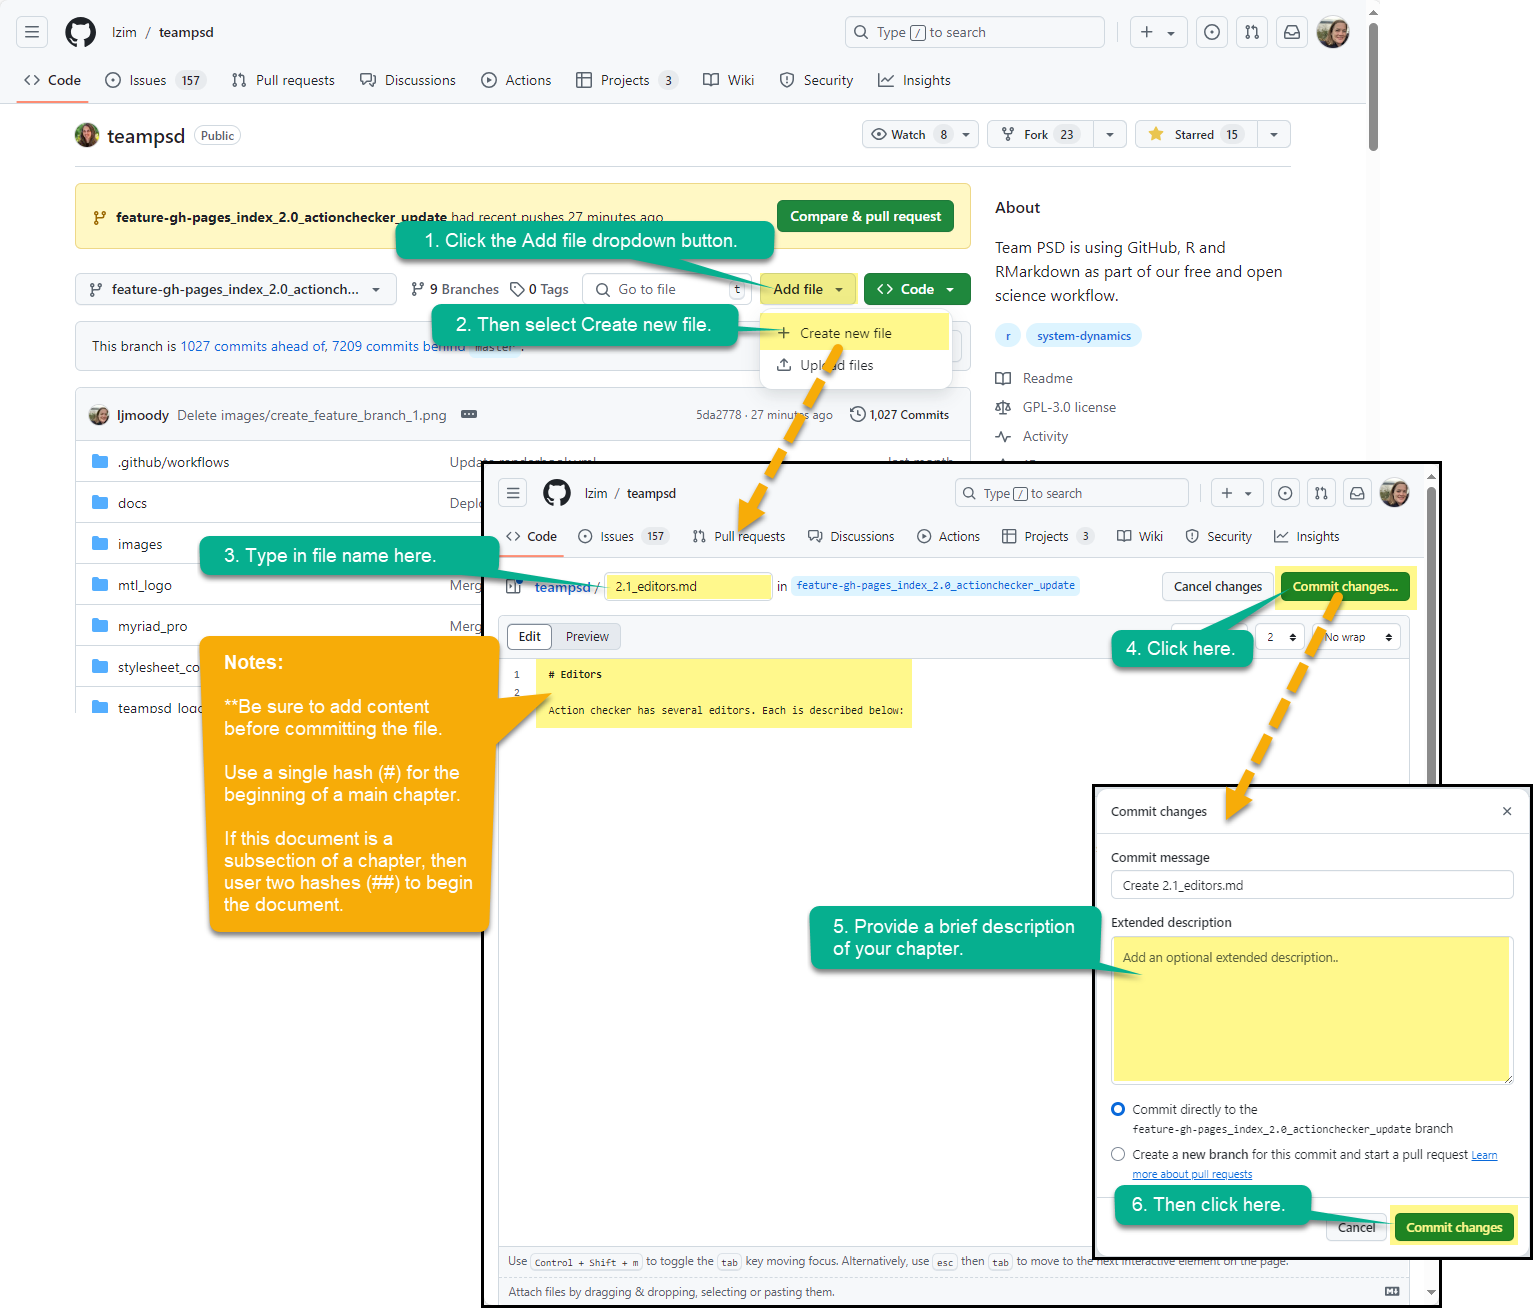 lzim / teampsd
Type / to search
Code
Issues 157
Pull requests
Discussions
Actions
Projects 3
Wiki
Security
Insights
teampsd Public
Watch 8
Fork 23
Starred 15
feature-gh-pages_index_2.0_actionchecker_update had recent pushes 27 minutes ago
Compare & pull request
1. Click the Add file dropdown button.
feature-gh-pages_index_2.0_actionch...
9 Branches
0 Tags
Go to file
t
Add file
Code
2. Then select Create new file.
Create new file
Upload files
This branch is 1027 commits ahead of, 7209 commits behind master .
ljmoody Delete images/create_feature_branch_1.png
5da2778 · 27 minutes ago
1,027 Commits
.github/workflows
docs
images
mtl_logo
myriad_pro
About
Team PSD is using GitHub, R and
RMarkdown as part of our free and open
science workflow.
r
system-dynamics
Readme
GPL-3.0 license
Activity
lzim / teampsd
Type / to search
Code
Issues 157
Pull requests
Discussions
Actions
Projects 3
Wiki
Security
Insights
3. Type in file name here.
teampsd / 2.1_editors.md in feature-gh-pages_index_2.0_actionchecker_update
Cancel changes
Commit changes...
4. Click here.
Edit
Preview
2
No wrap
1 # Editors
2
Action checker has several editors. Each is described below:
Notes:
**Be sure to add content
before committing the file.
Use a single hash (#) for the
beginning of a main chapter.
If this document is a
subsection of a chapter, then
user two hashes (##) to begin
the document.
Commit changes
Commit message
Create 2.1_editors.md
Extended description
Add an optional extended description..
5. Provide a brief description
of your chapter.
Commit directly to the
feature-gh-pages_index_2.0_actionchecker_update branch
Create a new branch for this commit and start a pull request Learn
more about pull requests
6. Then click here.
Cancel
Commit changes
Use Control + Shift + m to toggle the tab key moving focus. Alternatively, use esc then tab to move to the next interactive element on the page.
Attach files by dragging & dropping, selecting or pasting them.